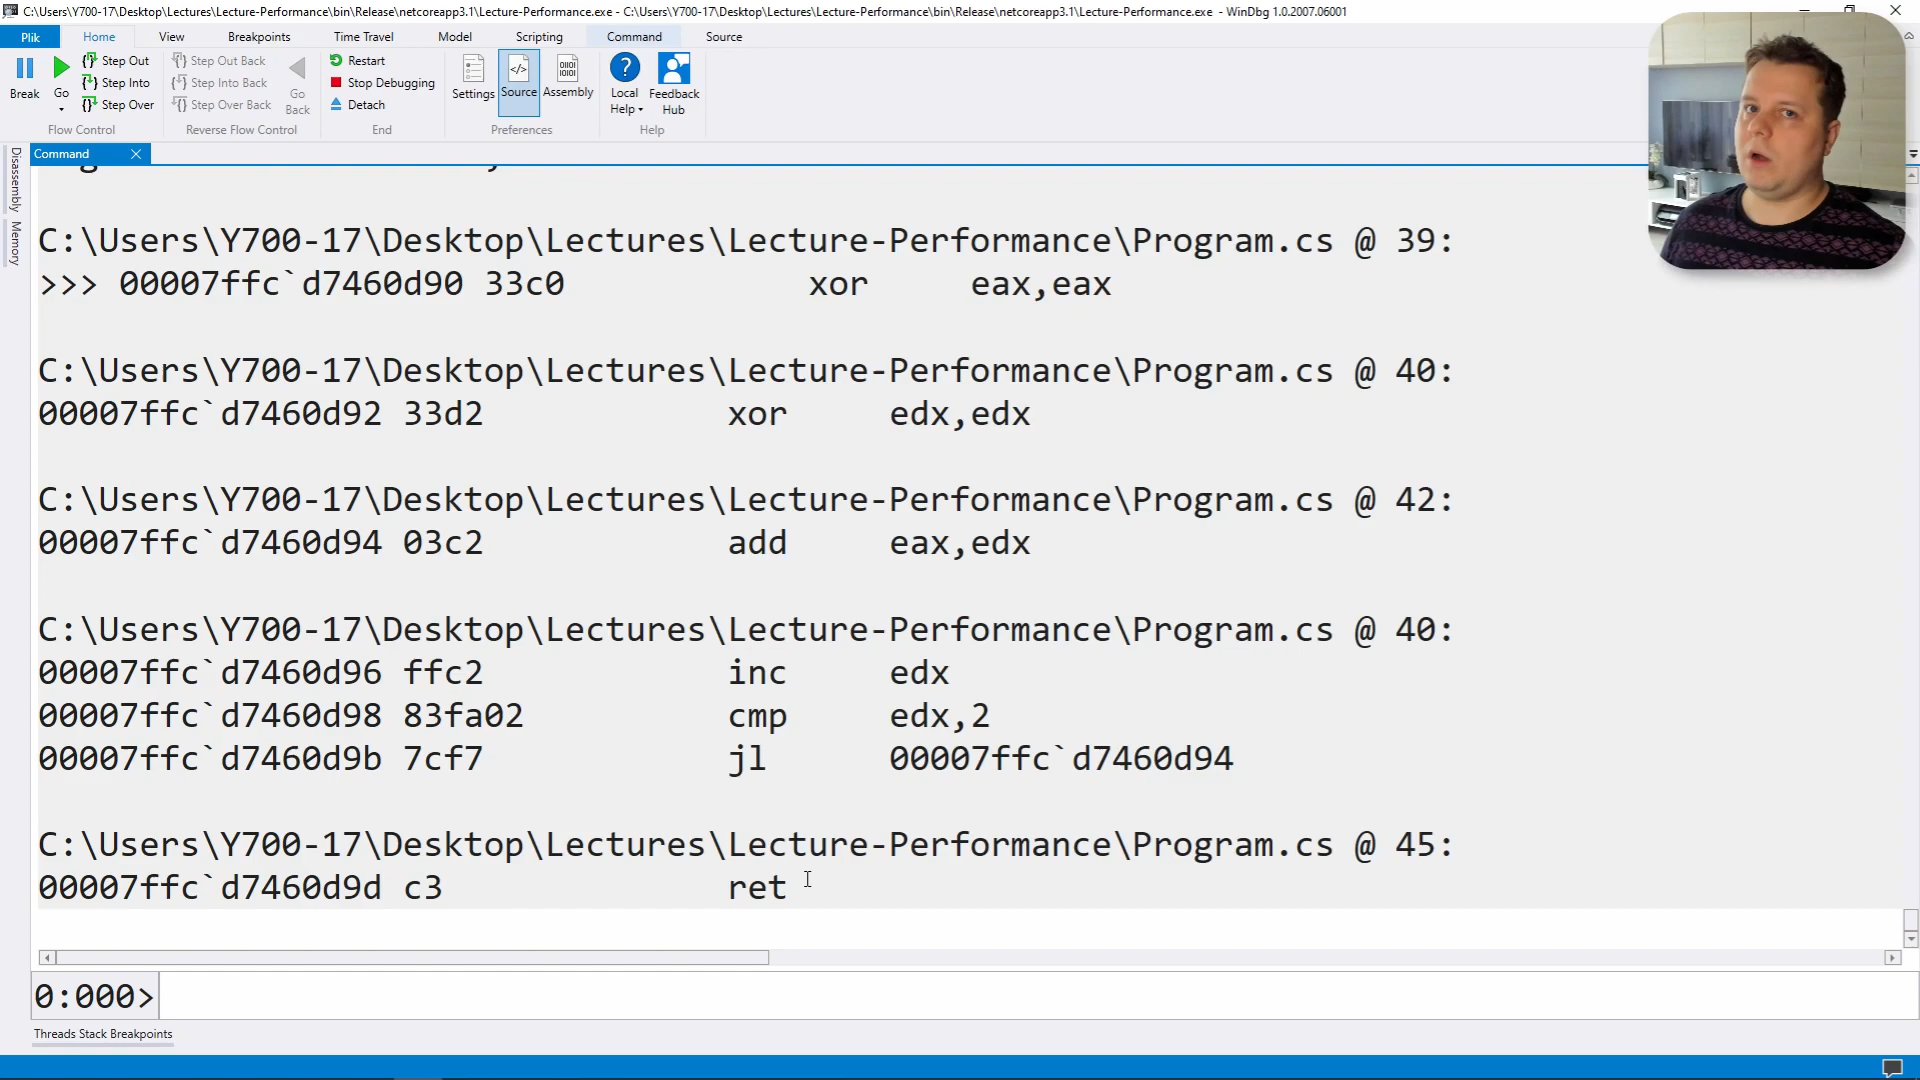 C:\Users\Y700-17\Desktop\Lectures\Lecture-Performance\bin\Release\netcoreapp3.1\Lecture-Performance.exe - C:\Users\Y700-17\Desktop\Lectures\Lecture-Performance\bin\Release\netcoreapp3.1\Lecture-Performance.exe - WinDbg 1.0.2007.06001
Plik Home View Breakpoints Time Travel Model Scripting Command Source
Break
Go
Step Out
Step Into
Step Over
Flow Control
Step Out Back
Step Into Back
Step Over Back
Go Back
Reverse Flow Control
Restart
Stop Debugging
Detach
End
Settings
Source
Assembly
Preferences
Local Help
Feedback Hub
Help
Disassembly
Memory
Command
C:\Users\Y700-17\Desktop\Lectures\Lecture-Performance\Program.cs @ 39:
>>> 00007ffc`d7460d90 33c0 xor eax,eax
C:\Users\Y700-17\Desktop\Lectures\Lecture-Performance\Program.cs @ 40:
00007ffc`d7460d92 33d2 xor edx,edx
C:\Users\Y700-17\Desktop\Lectures\Lecture-Performance\Program.cs @ 42:
00007ffc`d7460d94 03c2 add eax,edx
C:\Users\Y700-17\Desktop\Lectures\Lecture-Performance\Program.cs @ 40:
00007ffc`d7460d96 ffc2 inc edx
00007ffc`d7460d98 83fa02 cmp edx,2
00007ffc`d7460d9b 7cf7 jl 00007ffc`d7460d94
C:\Users\Y700-17\Desktop\Lectures\Lecture-Performance\Program.cs @ 45:
00007ffc`d7460d9d c3 ret
0:000>
Threads Stack Breakpoints